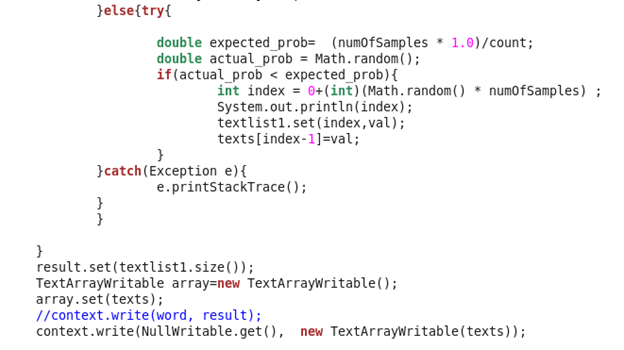 }else{try{
double expected_prob=  (numOfSamples * 1.0)/count;
double actual_prob = Math.random();
if(actual_prob < expected_prob){
int index = 0+(int)(Math.random() * numOfSamples) ;
System.out.println(index);
textlist1.set(index,val);
texts[index-1]=val;
}
}catch(Exception e){
e.printStackTrace();
}
}
}
result.set(textlist1.size());
TextArrayWritable array=new TextArrayWritable();
array.set(texts);
//context.write(word, result);
context.write(NullWritable.get(),  new TextArrayWritable(texts));